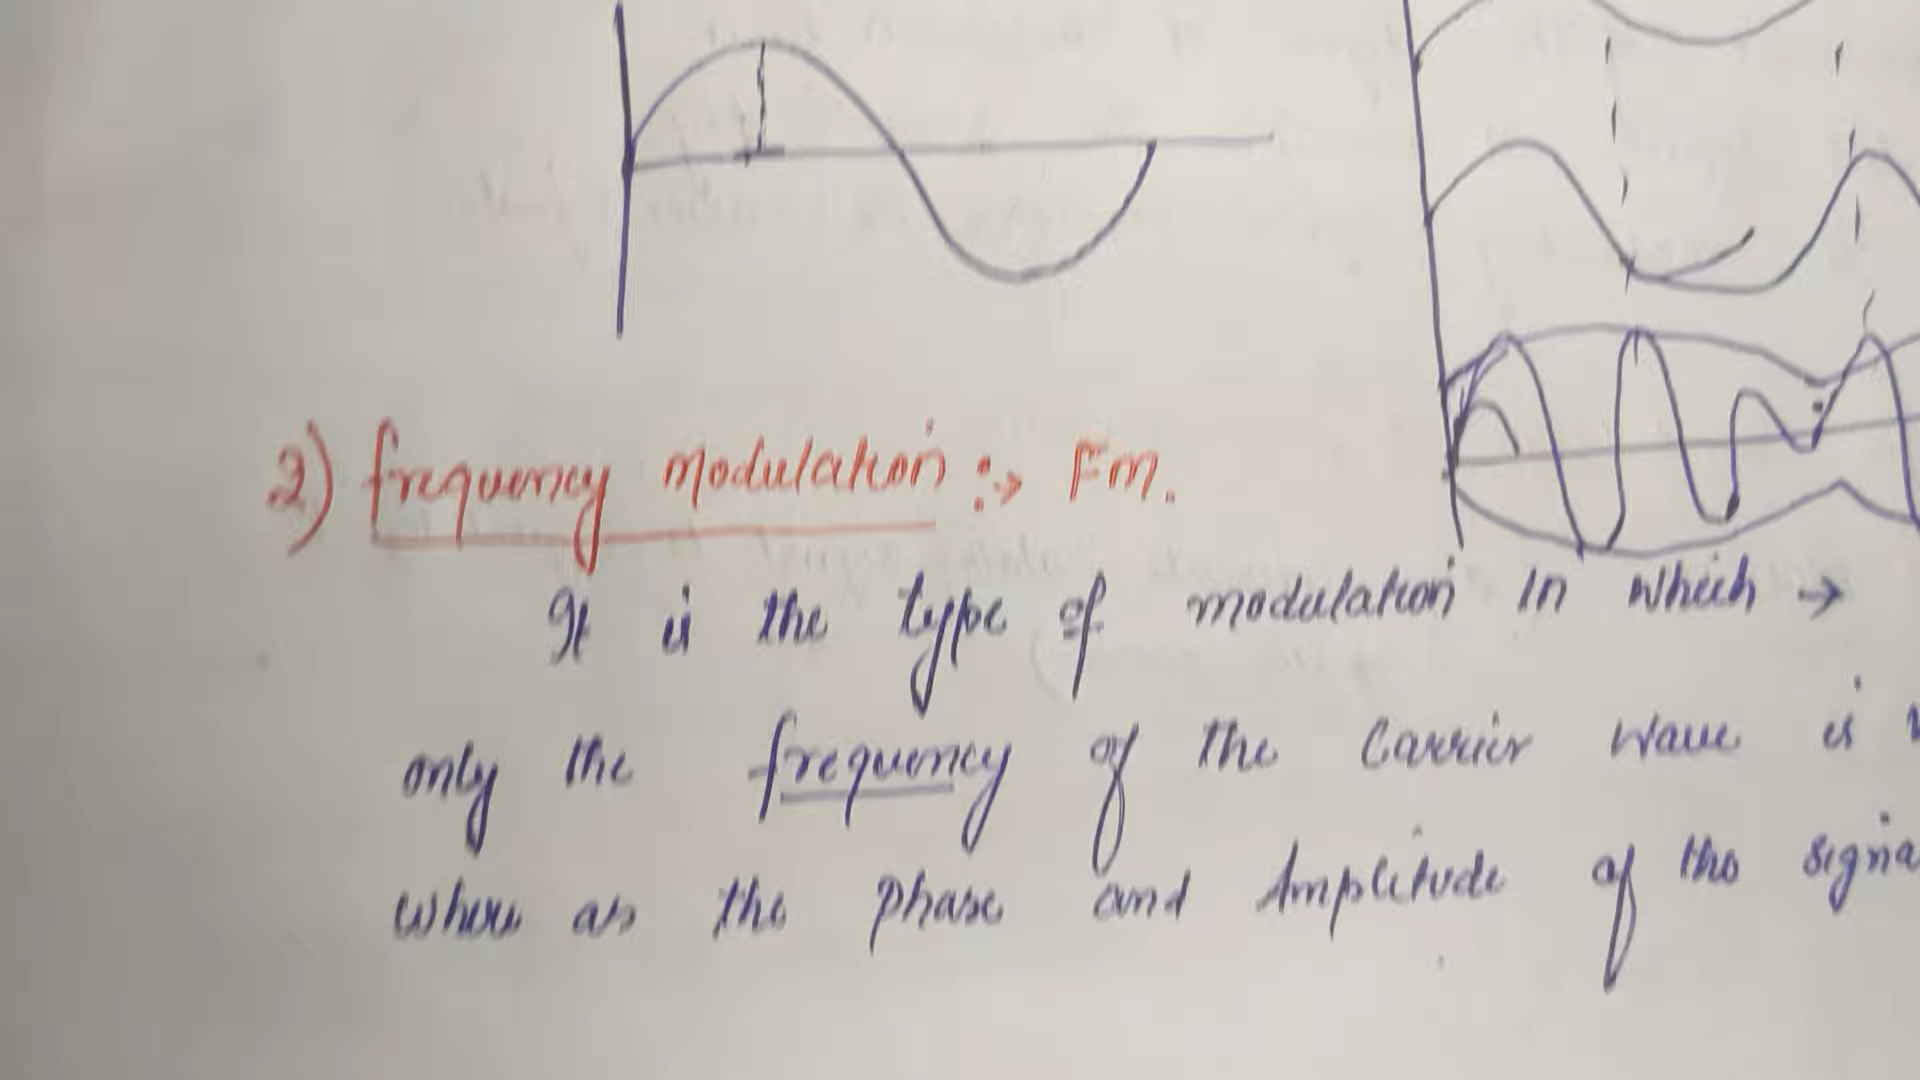 2) frequency modulation :→ Fm.
It is the type of modulation in which →
only the frequency of the carrier wave is
where as the phase and Amplitude of the signa